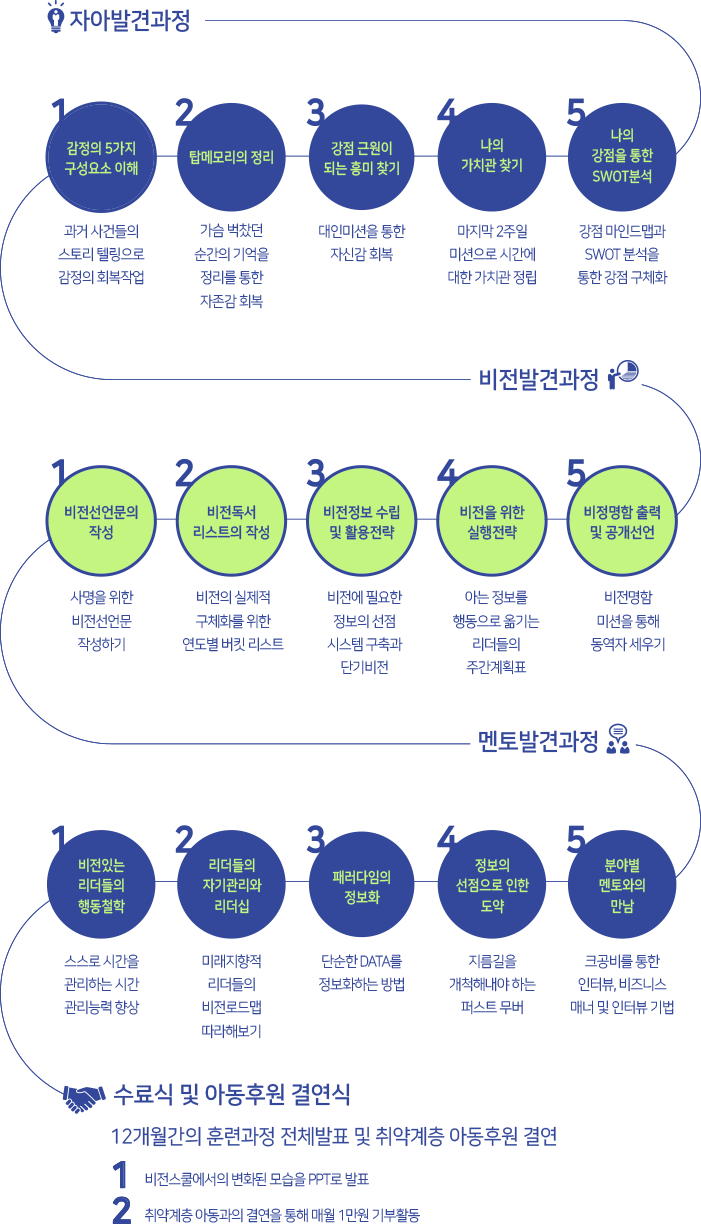 자아발견과정
1
감정의 5가지
구성요소 이해
과거 사건들의
스토리 텔링으로
감정의 회복작업
2
탑메모리의 정리
가슴 벅찼던
순간의 기억을
정리를 통한
자존감 회복
3
강점 근원이
되는 흥미 찾기
대인미션을 통한
자신감 회복
4
나의
가치관 찾기
마지막 2주일
미션으로 시간에
대한 가치관 정립
5
나의
강점을 통한
SWOT분석
강점 마인드맵과
SWOT 분석을
통한 강점 구체화
비전발견과정
1
비전선언문의
작성
사명을 위한
비전선언문
작성하기
2
비전독서
리스트의 작성
비전의 실제적
구체화를 위한
연도별 버킷 리스트
3
비전정보 수립
및 활용전략
비전에 필요한
정보의 선점
시스템 구축과
단기비전
4
비전을 위한
실행전략
아는 정보를
행동으로 옮기는
리더들의
주간계획표
5
비정명함 출력
및 공개선언
비전명함
미션을 통해
동역자 세우기
멘토발견과정
1
비전있는
리더들의
행동철학
스스로 시간을
관리하는 시간
관리능력 향상
2
리더들의
자기관리와
리더십
미래지향적
리더들의
비전로드맵
따라해보기
3
패러다임의
정보화
단순한 DATA를
정보화하는 방법
4
정보의
선점으로 인한
도약
지름길을
개척해내야 하는
퍼스트 무버
5
분야별
멘토와의
만남
크공비를 통한
인터뷰, 비즈니스
매너 및 인터뷰 기법
수료식 및 아동후원 결연식
12개월간의 훈련과정 전체발표 및 취약계층 아동후원 결연
1 비전스쿨에서의 변화된 모습을 PPT로 발표
2 취약계층 아동과의 결연을 통해 매월 1만원 기부활동